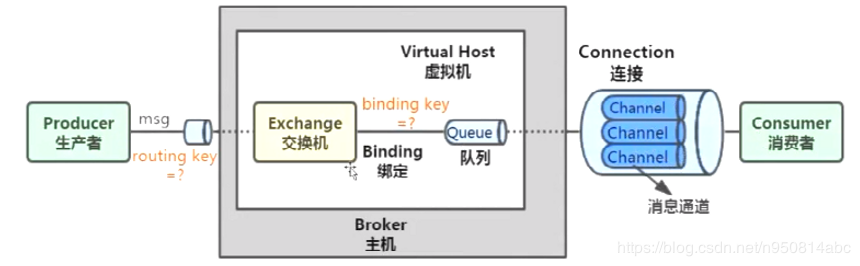 Producer
生产者
msg
routing key
=?
Exchange
交换机
binding key
=?
Binding
绑定
Queue
队列
Virtual Host
虚拟机
Broker
主机
Connection
连接
Channel
Channel
Channel
消息通道
Consumer
消费者
https://blog.csdn.net/n950814abc